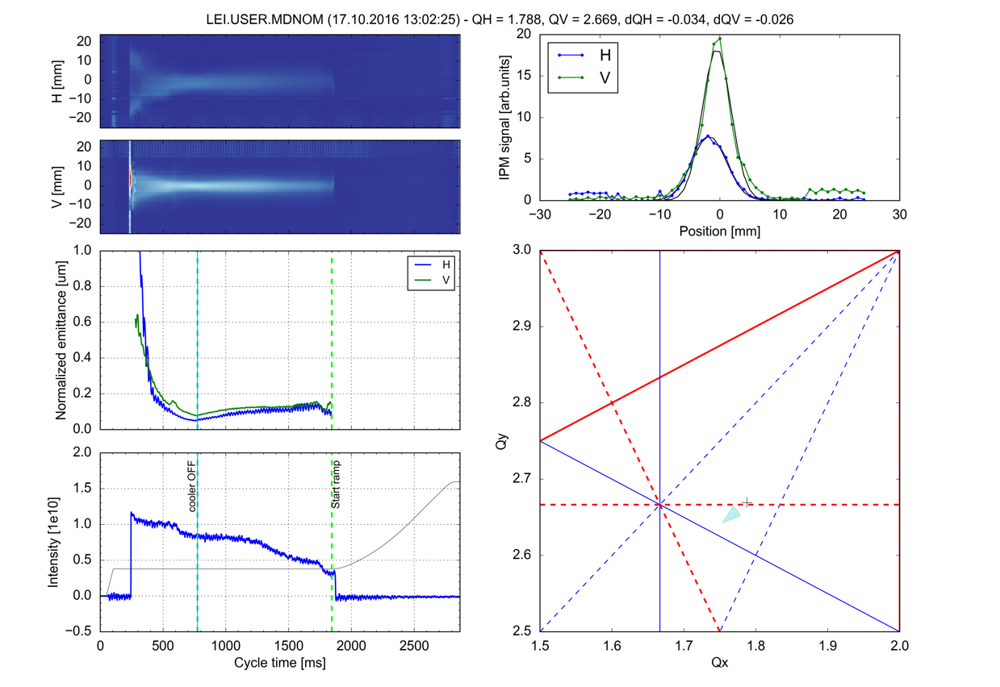 LEI.USER.MDNOM (17.10.2016 13:02:25) - QH = 1.788, QV = 2.669, dQH = -0.034, dQV = -0.026
H [mm]
20
10
0
−10
−20
V [mm]
20
10
0
−10
−20
IPM signal [arb.units]
20
15
10
5
0
H
V
−30 −20 −10 0 10 20 30
Position [mm]
Normalized emittance [um]
1.0
0.8
0.6
0.4
0.2
0.0
H
V
Intensity [1e10]
2.0
1.5
1.0
0.5
0.0
−0.5
cooler OFF
Start ramp
0 500 1000 1500 2000 2500
Cycle time [ms]
Qy
3.0
2.9
2.8
2.7
2.6
2.5
1.5 1.6 1.7 1.8 1.9 2.0
Qx